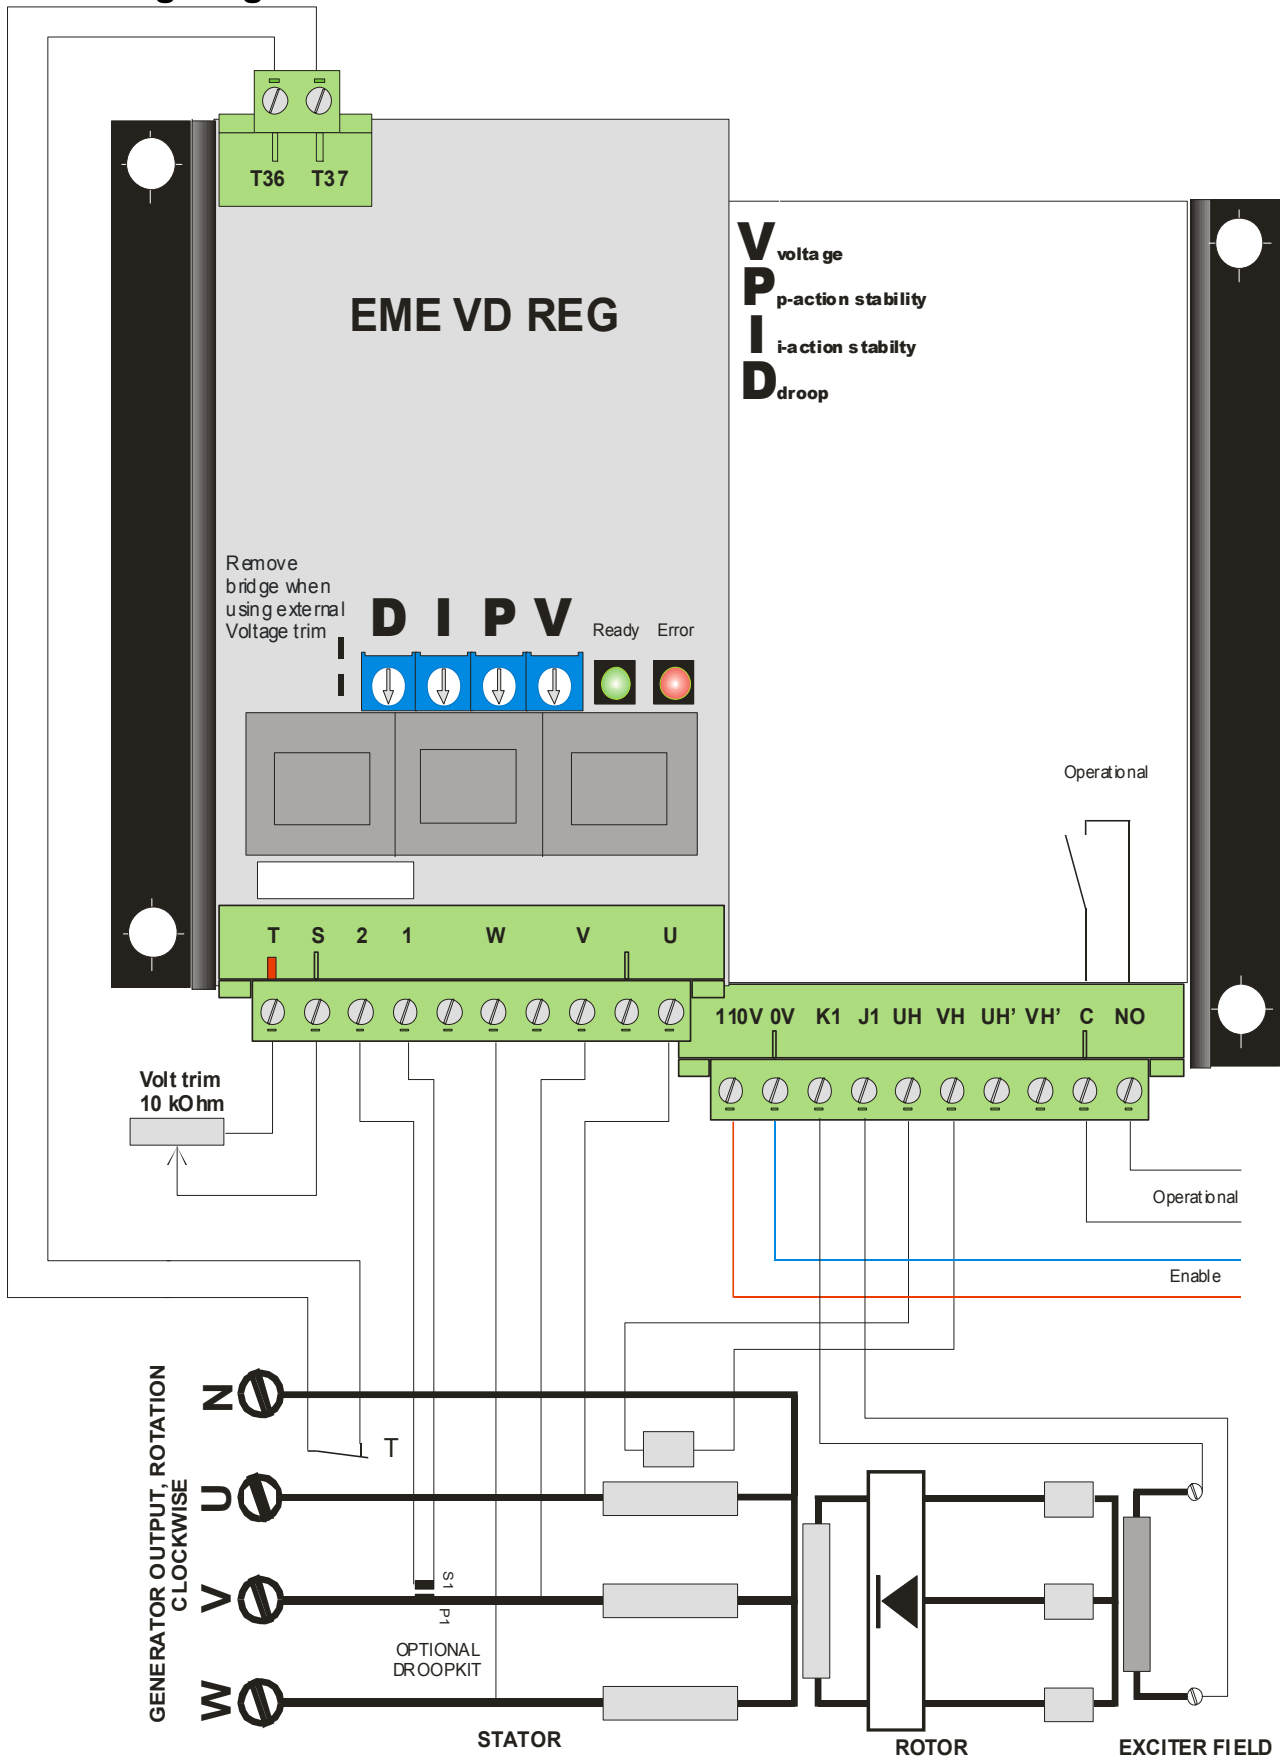 T36 T37
EME VD REG
V voltage
P p-action stability
I i-action stabilty
D droop
Remove
bridge when
using external
Voltage trim
D I P V
Ready Error
Operational
T S 2 1 W V U
110V 0V K1 J1 UH VH UH' VH' C NO
Volt trim
10 kOhm
Operational
Enable
GENERATOR OUTPUT, ROTATION
CLOCKWISE
N
T
U
V
W
S1
P1
OPTIONAL
DROOPKIT
STATOR
ROTOR
EXCITER FIELD